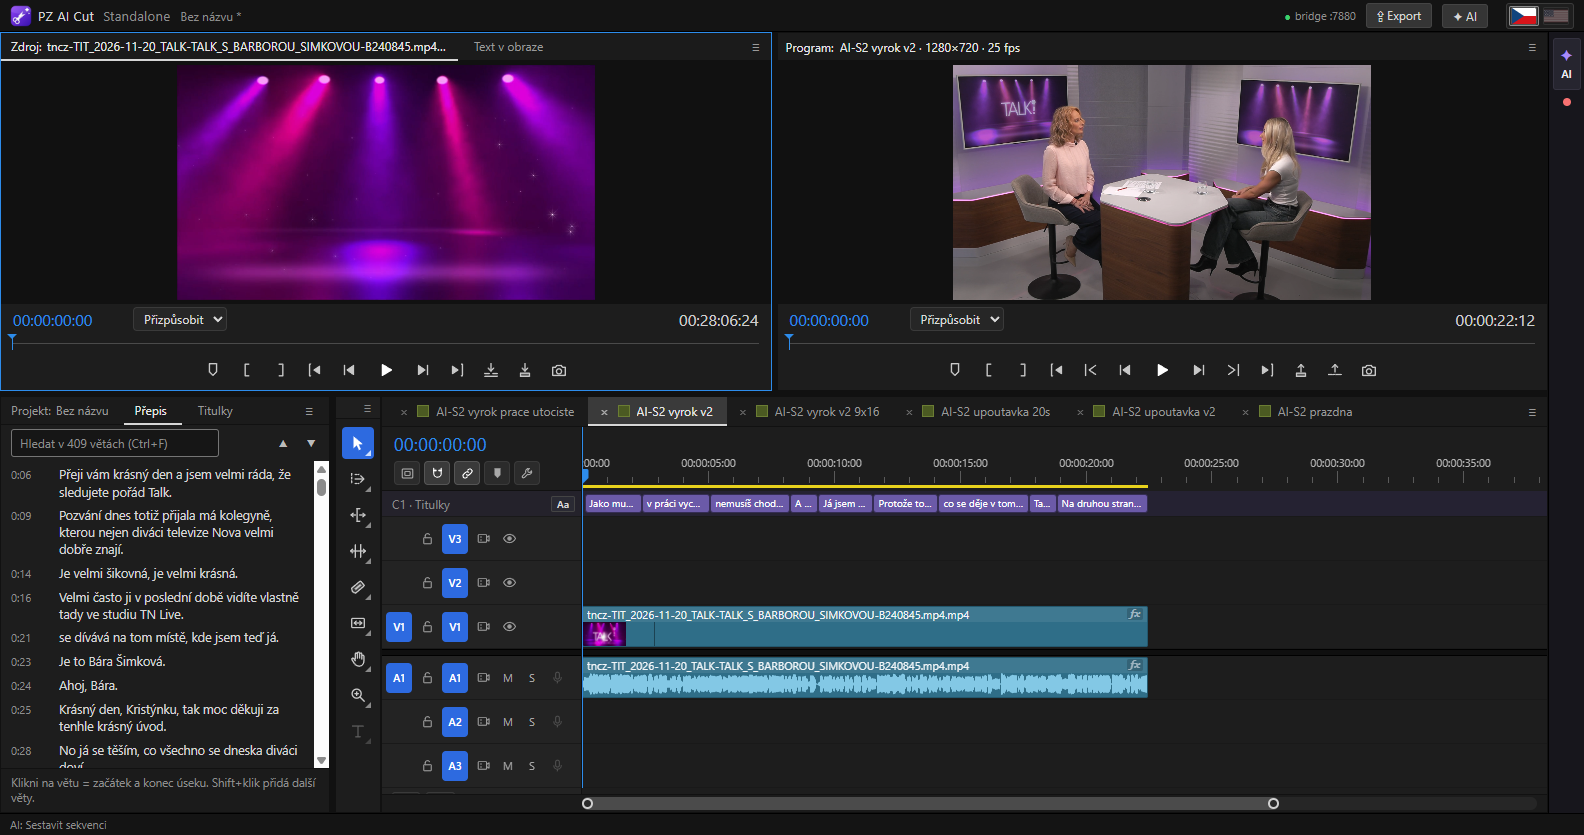 PZ AI Cut Standalone Bez názvu *
● bridge :7880 Export AI
Zdroj: tncz-TIT_2026-11-20_TALK-TALK_S_BARBOROU_SIMKOVOU-B240845.mp4... Text v obraze
Program: AI-S2 vyrok v2 · 1280×720 · 25 fps
AI
TALK!
00:00:00:00 Přizpůsobit 00:28:06:24
00:00:00:00 Přizpůsobit 00:00:22:12
Projekt: Bez názvu Přepis Titulky
Hledat v 409 větách (Ctrl+F)
0:06 Přeji vám krásný den a jsem velmi ráda, že
sledujete pořád Talk.
0:09 Pozvání dnes totiž přijala má kolegyně,
kterou nejen diváci televize Nova velmi
dobře znají.
0:14 Je velmi šikovná, je velmi krásná.
0:16 Velmi často ji v poslední době vidíte vlastně
tady ve studiu TN Live.
0:21 se dívává na tom místě, kde jsem teď já.
0:23 Je to Bára Šimková.
0:24 Ahoj, Báro.
0:25 Krásný den, Kristýnku, tak moc děkuji za
tenhle krásný úvod.
0:28 No já se těším, co všechno se dneska diváci
doví
Klikni na větu = začátek a konec úseku. Shift+klik přidá další
věty.
× AI-S2 vyrok prace utociste × AI-S2 vyrok v2 × AI-S2 vyrok v2 9x16 × AI-S2 upoutavka 20s × AI-S2 upoutavka v2 × AI-S2 prazdna
00:00:00:00
00:00 00:00:05:00 00:00:10:00 00:00:15:00 00:00:20:00 00:00:25:00 00:00:30:00 00:00:35:00
C1 · Titulky Aa
Jako mu... v práci vyc... nemusíš chod... A ... Já jsem ... Protože to... co se děje v tom... Ta... Na druhou stran...
V3
V2
V1 V1
tncz-TIT_2026-11-20_TALK-TALK_S_BARBOROU_SIMKOVOU-B240845.mp4.mp4 fx
TALK
A1 A1 M S
tncz-TIT_2026-11-20_TALK-TALK_S_BARBOROU_SIMKOVOU-B240845.mp4.mp4 fx
A2 M S
A3 M S
AI: Sestavit sekvenci